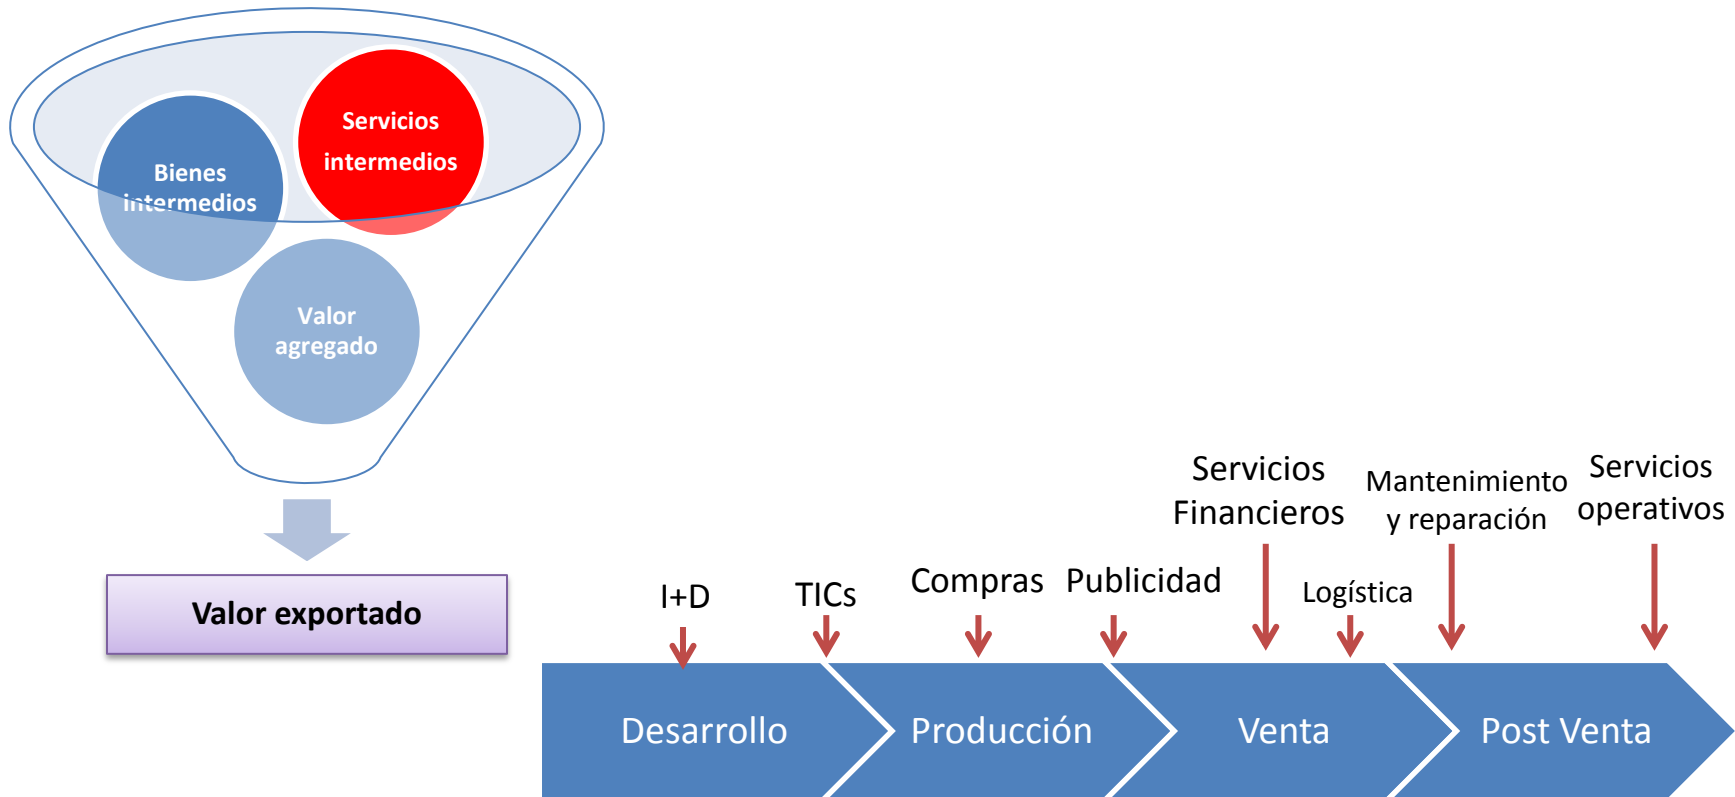 Servicios
intermedios
Bienes
intermedios
Valor
agregado
Valor exportado
I+D
TICs
Compras
Publicidad
Servicios
Financieros
Logística
Mantenimiento
y reparación
Servicios
operativos
Desarrollo
Producción
Venta
Post Venta